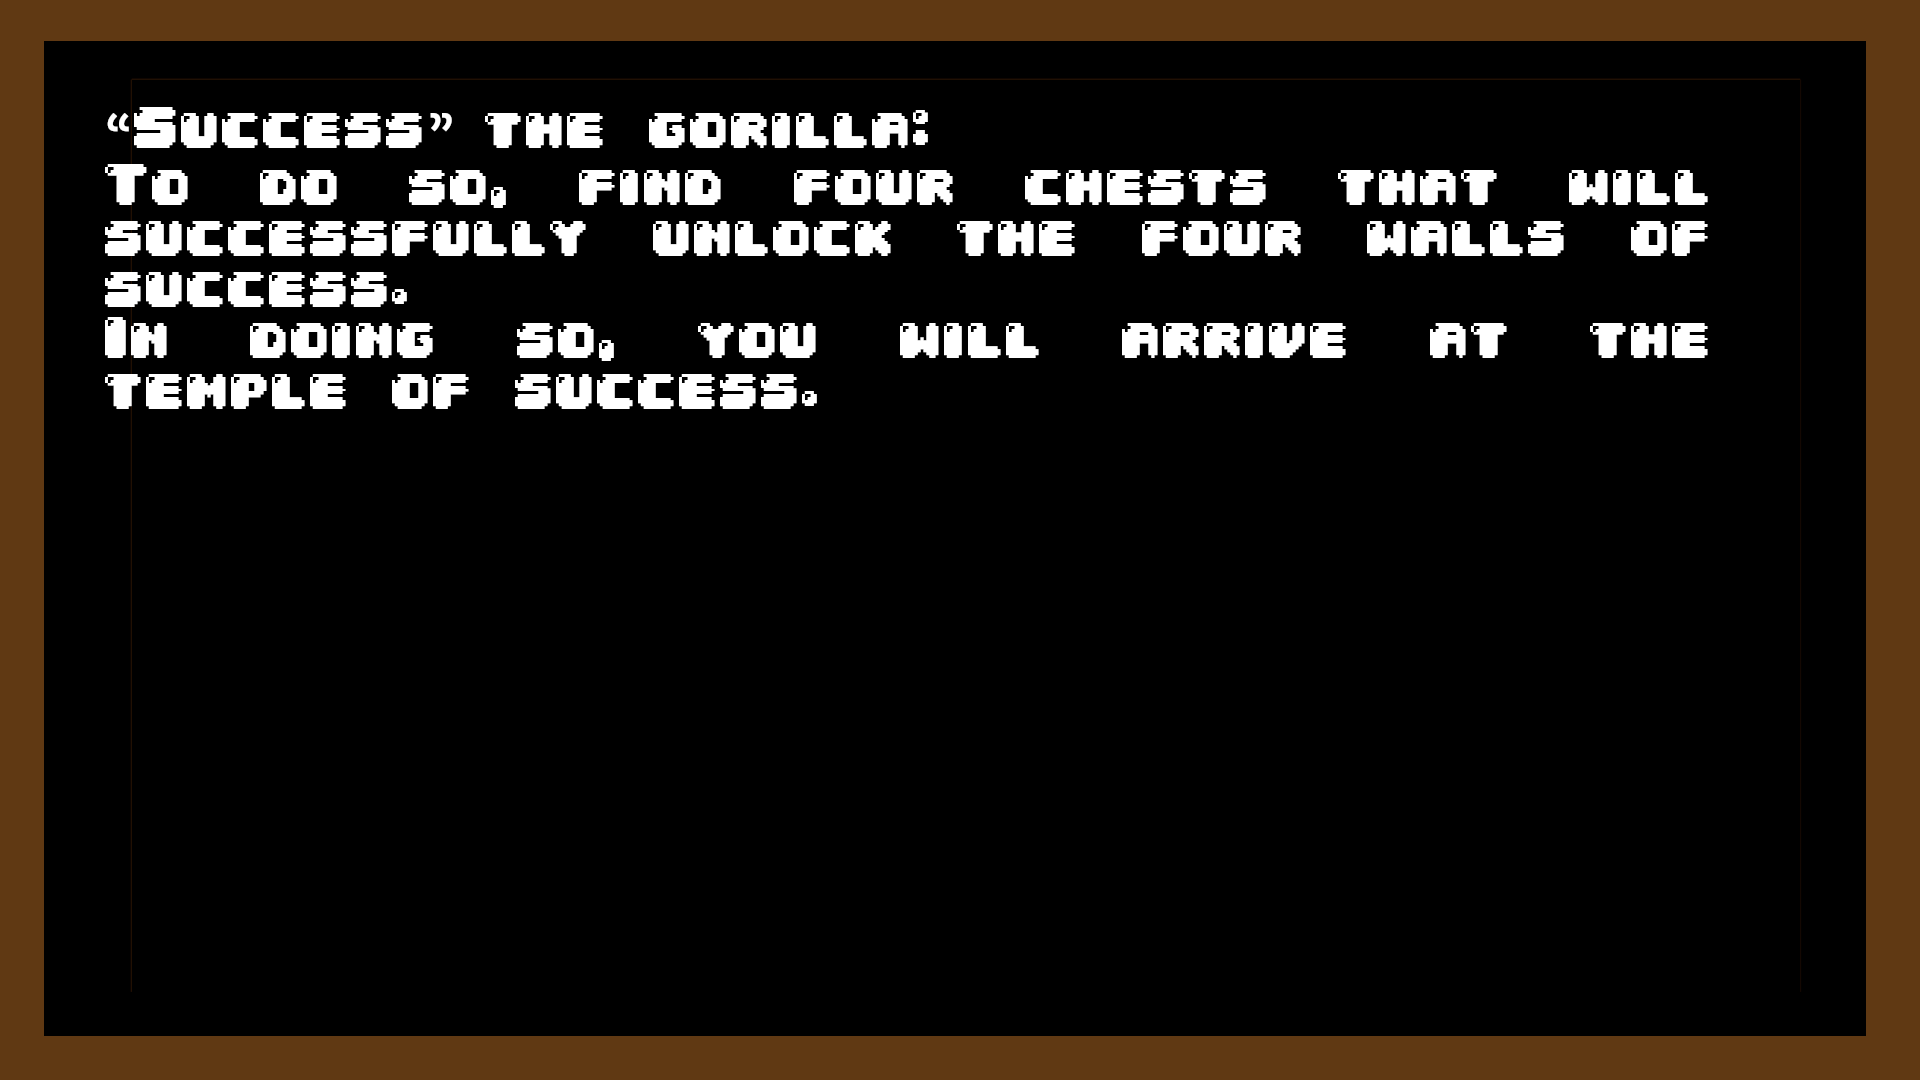 “Success” the gorilla:
To do so, find four chests that will
successfully unlock the four walls of
success.
In doing so, you will arrive at the
temple of success.